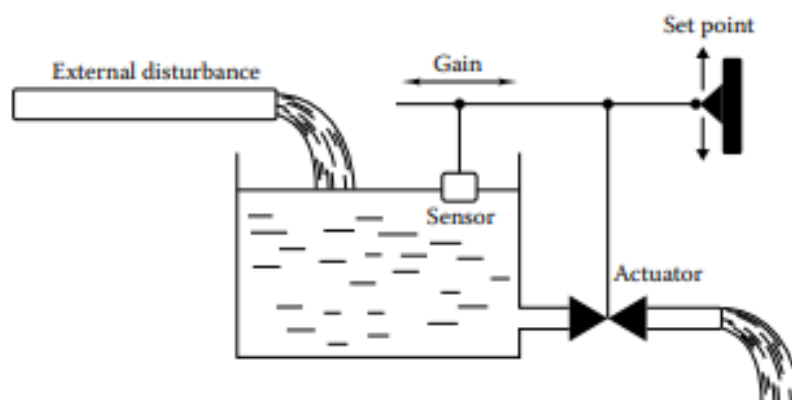 Set point
Gain
External disturbance
Sensor
Actuator